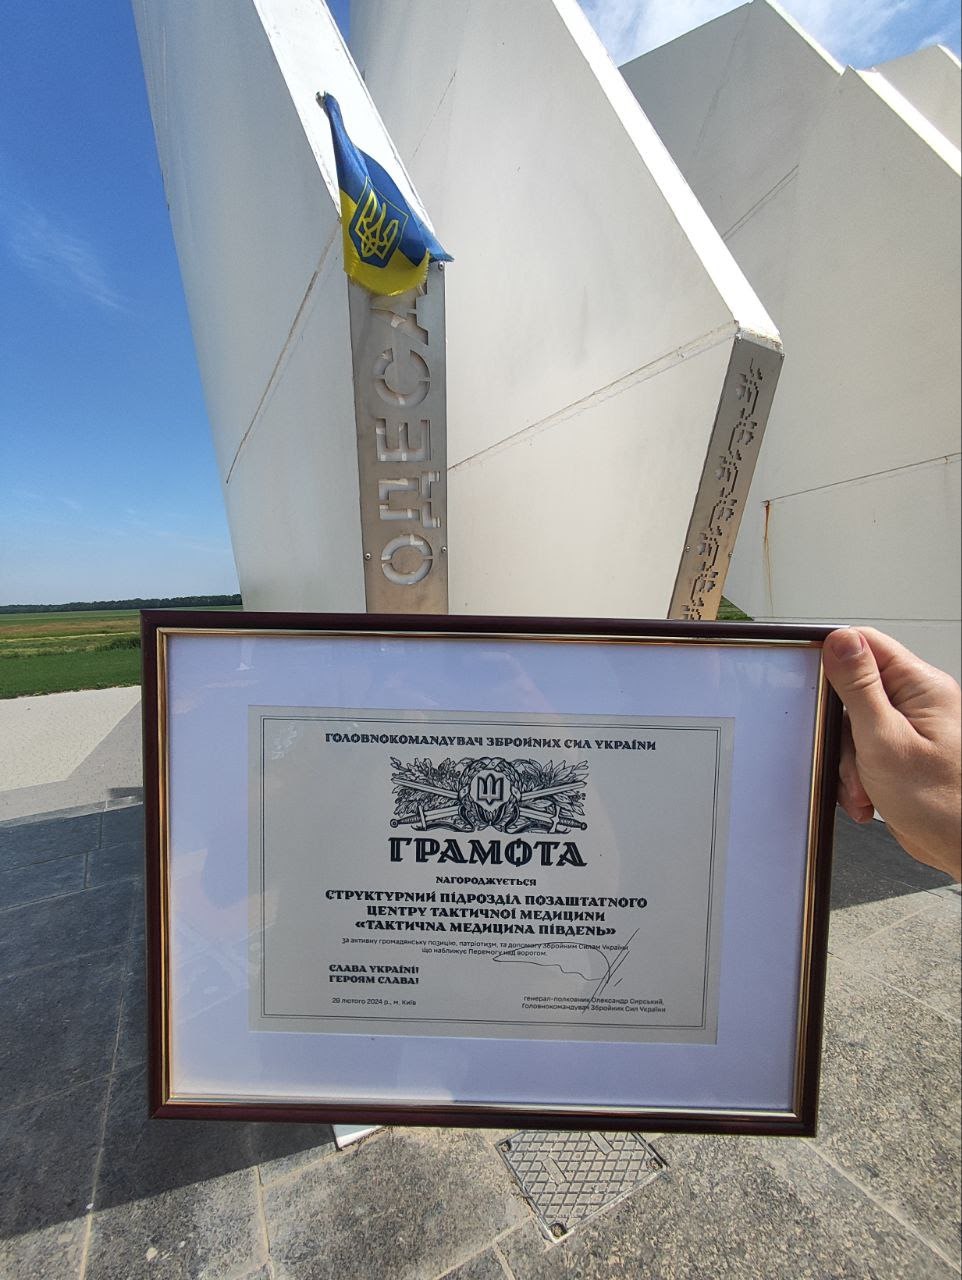 ОДЕСА
ГОЛОВНОКОМАНДУВАЧ ЗБРОЙНИХ СИЛ УКРАЇНИ
ГРАМОТА
НАГОРОДЖУЄТЬСЯ
СТРУКТУРНИЙ ПІДРОЗДІЛ ПОЗАШТАТНОГО
ЦЕНТРУ ТАКТИЧНОЇ МЕДИЦИНИ
«ТАКТИЧНА МЕДИЦИНА ПІВДЕНЬ»
за активну громадянську позицію, патріотизм, та допомогу Збройним Силам України
що наближує Перемогу над ворогом.
СЛАВА УКРАЇНІ!
ГЕРОЯМ СЛАВА!
29 лютого 2024 р., м. Київ
генерал-полковник Олександр Сирський,
Головнокомандувач Збройних Сил України